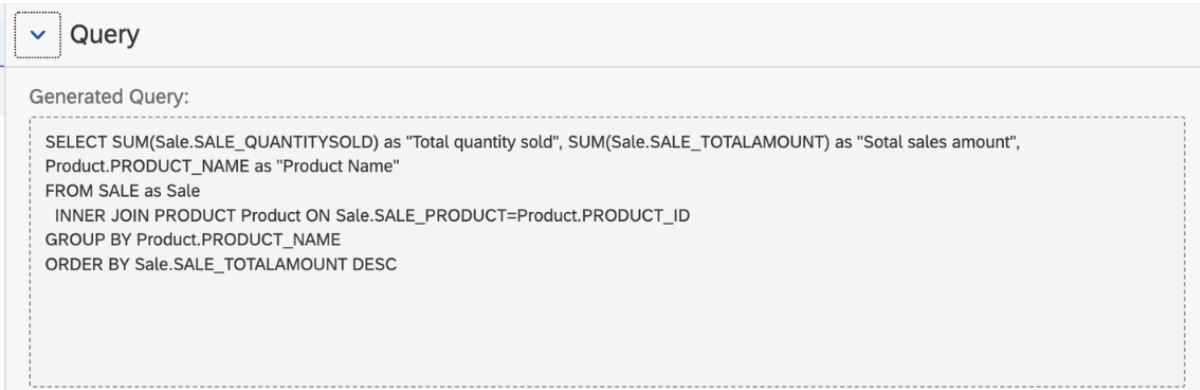 Query
Generated Query:
SELECT SUM(Sale.SALE_QUANTITYSOLD) as "Total quantity sold", SUM(Sale.SALE_TOTALAMOUNT) as "Sotal sales amount",
Product.PRODUCT_NAME as "Product Name"
FROM SALE as Sale
INNER JOIN PRODUCT Product ON Sale.SALE_PRODUCT=Product.PRODUCT_ID
GROUP BY Product.PRODUCT_NAME
ORDER BY Sale.SALE_TOTALAMOUNT DESC